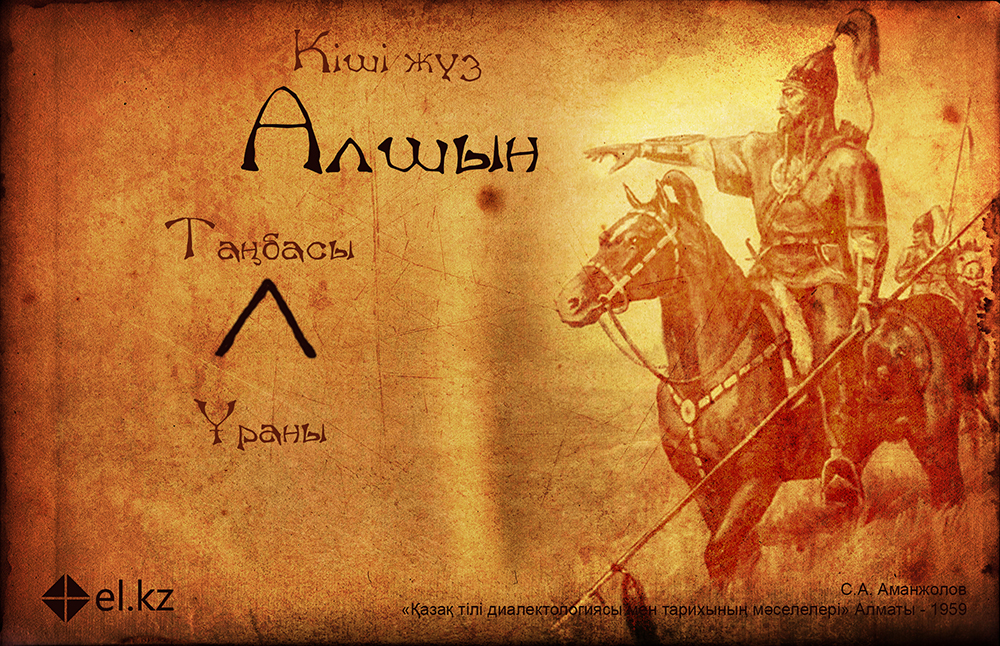 Кіші жүз
Алшын
Таңбасы
Ұраны
el.kz
С.А. Аманжолов
«Қазақ тілі диалектологиясы мен тарихының мәселелері» Алматы - 1959